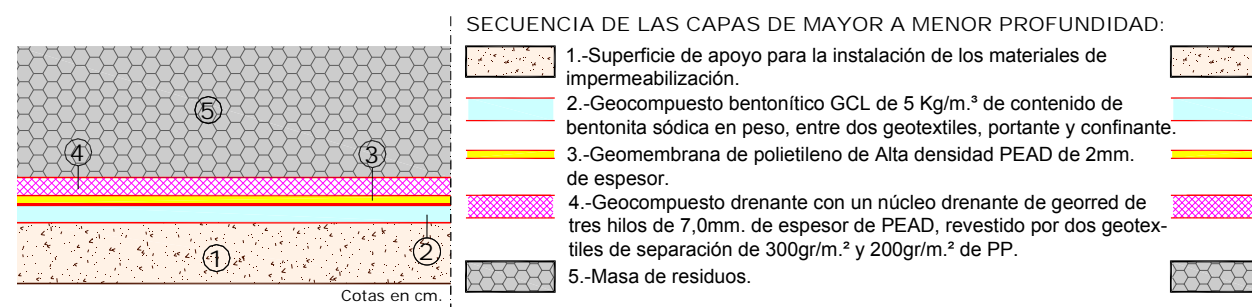 SECUENCIA DE LAS CAPAS DE MAYOR A MENOR PROFUNDIDAD:
1.-Superficie de apoyo para la instalación de los materiales de
impermeabilización.
2.-Geocompuesto bentonítico GCL de 5 Kg/m.³ de contenido de
bentonita sódica en peso, entre dos geotextiles, portante y confinante.
3.-Geomembrana de polietileno de Alta densidad PEAD de 2mm.
de espesor.
4.-Geocompuesto drenante con un núcleo drenante de georred de
tres hilos de 7,0mm. de espesor de PEAD, revestido por dos geotex-
tiles de separación de 300gr/m.² y 200gr/m.² de PP.
5.-Masa de residuos.
5
4
3
1
2
Cotas en cm.